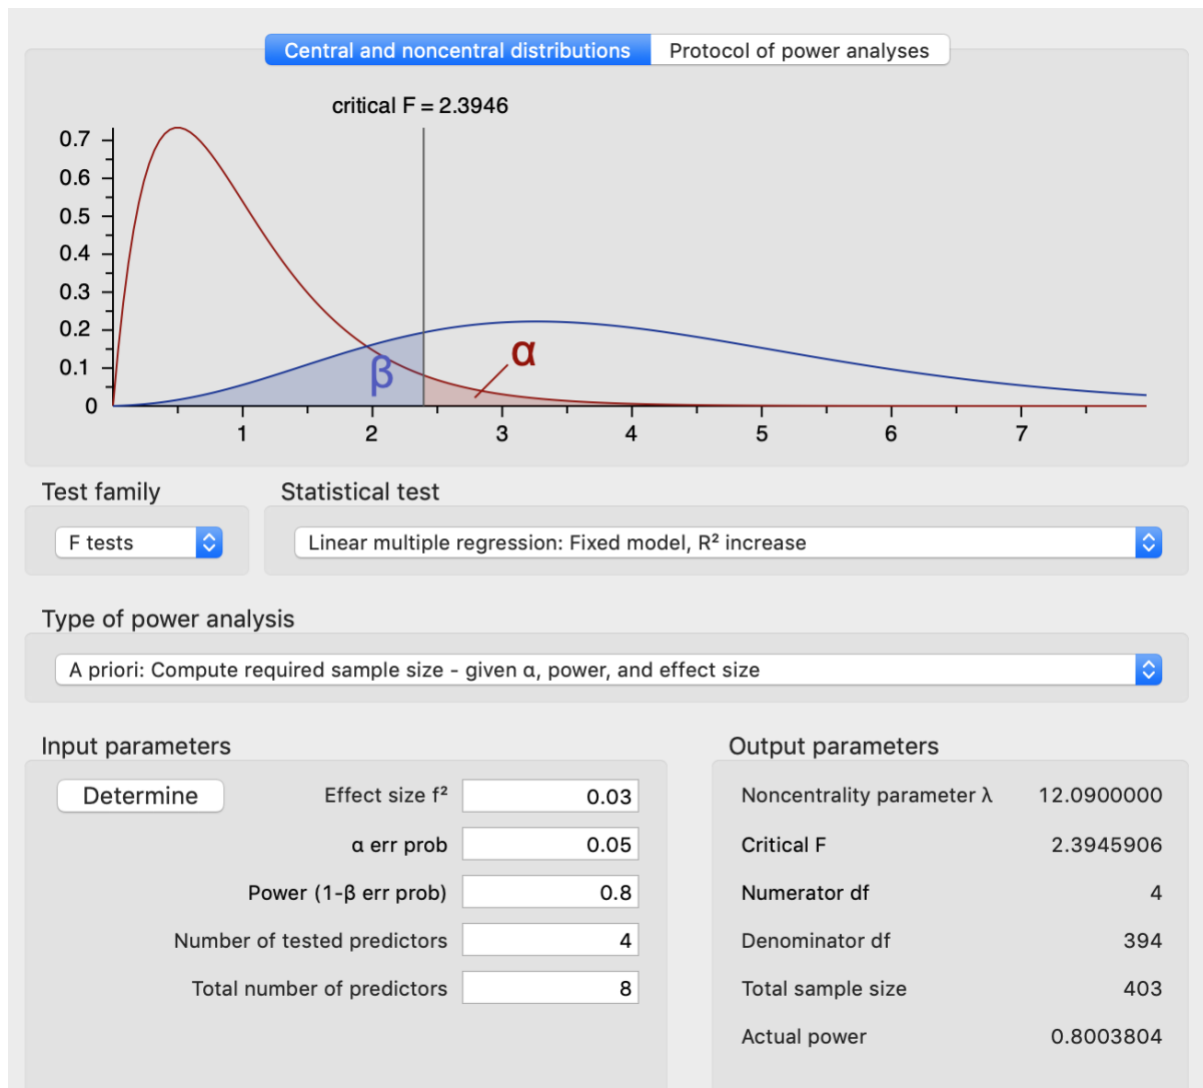 Central and noncentral distributions Protocol of power analyses
critical F = 2.3946
0.7
0.6
0.5
0.4
0.3
0.2
0.1
0
β
α
1 2 3 4 5 6 7
Test family Statistical test
F tests Linear multiple regression: Fixed model, R² increase
Type of power analysis
A priori: Compute required sample size - given α, power, and effect size
Input parameters Output parameters
Determine Effect size f² 0.03 Noncentrality parameter λ 12.0900000
α err prob 0.05 Critical F 2.3945906
Power (1-β err prob) 0.8 Numerator df 4
Number of tested predictors 4 Denominator df 394
Total number of predictors 8 Total sample size 403
Actual power 0.8003804